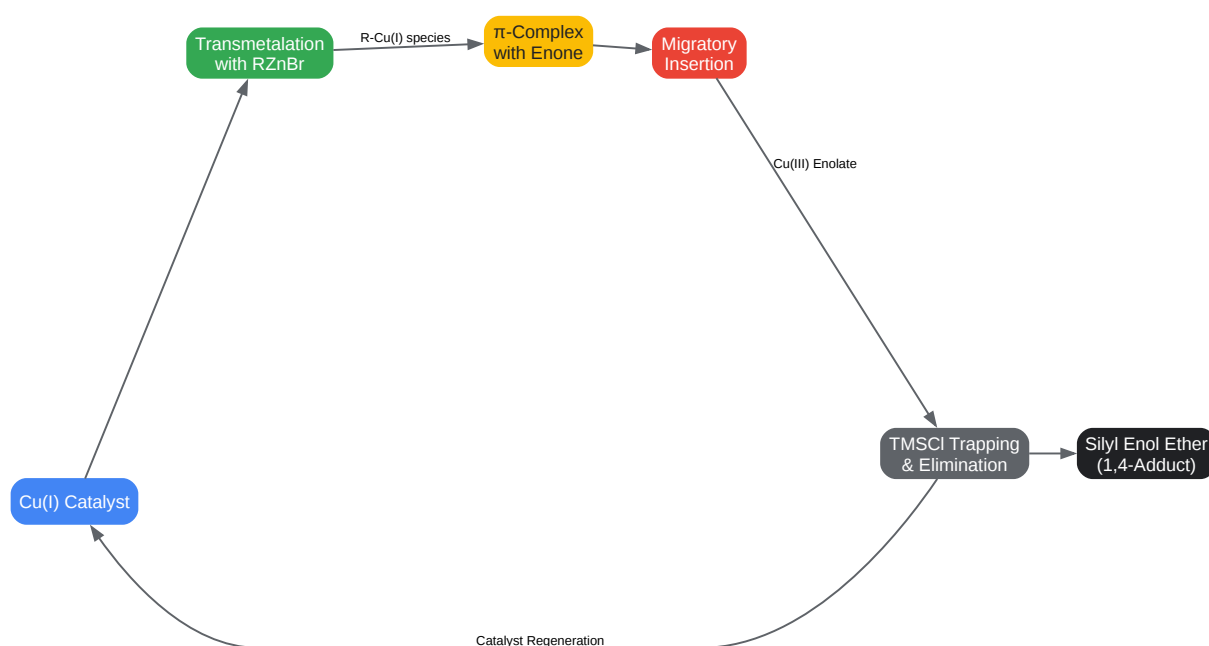 Transmetalation
with RZnBr
R-Cu(I) species
π-Complex
with Enone
Migratory
Insertion
Cu(III) Enolate
TMSCl Trapping
& Elimination
Silyl Enol Ether
(1,4-Adduct)
Cu(I) Catalyst
Catalyst Regeneration